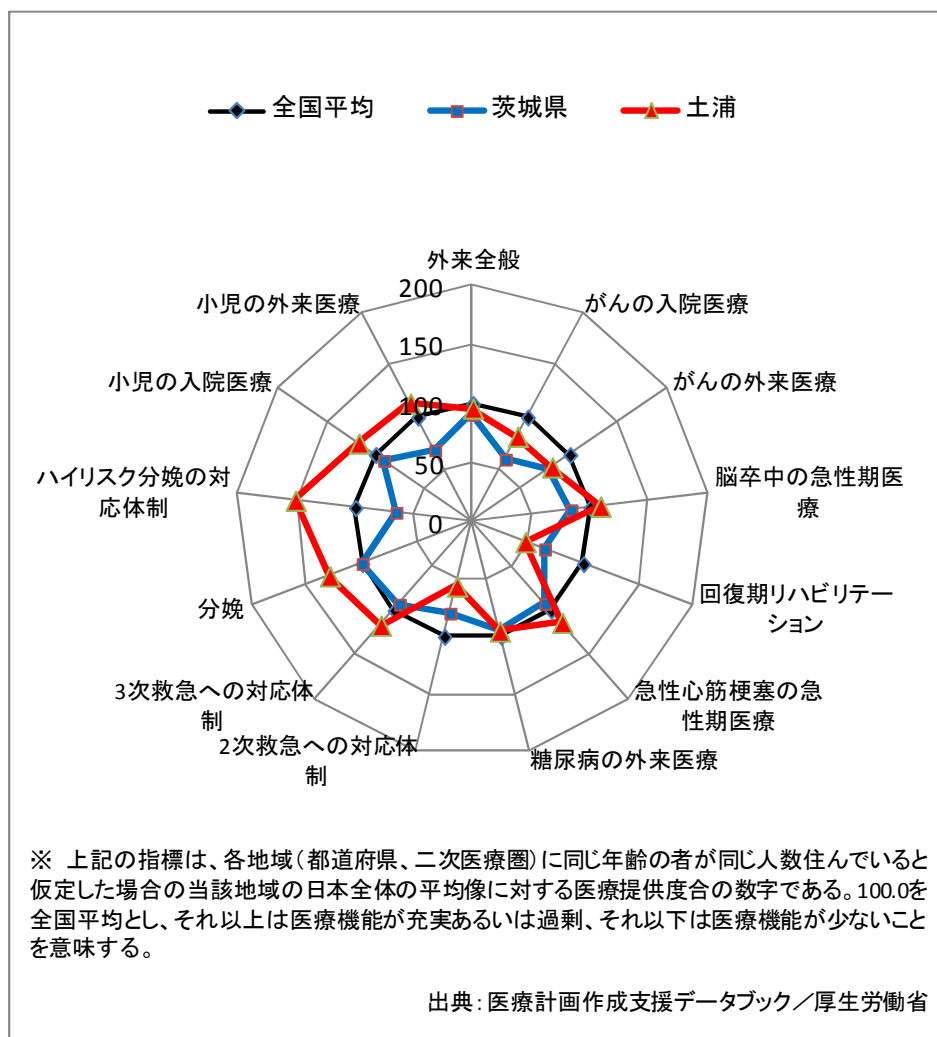 全国平均 茨城県 土浦
外来全般
200
小児の外来医療
がんの入院医療
150
小児の入院医療
がんの外来医療
100
ハイリスク分娩の対
応体制
脳卒中の急性期医
療
50
0
分娩
回復期リハビリテー
ション
3次救急への対応体
制
急性心筋梗塞の急
性期医療
2次救急への対応体
制
糖尿病の外来医療
※ 上記の指標は、各地域(都道府県、二次医療圏)に同じ年齢の者が同じ人数住んでいると
仮定した場合の当該地域の日本全体の平均像に対する医療提供度合の数字である。100.0を
全国平均とし、それ以上は医療機能が充実あるいは過剰、それ以下は医療機能が少ないこと
を意味する。
出典:医療計画作成支援データブック/厚生労働省